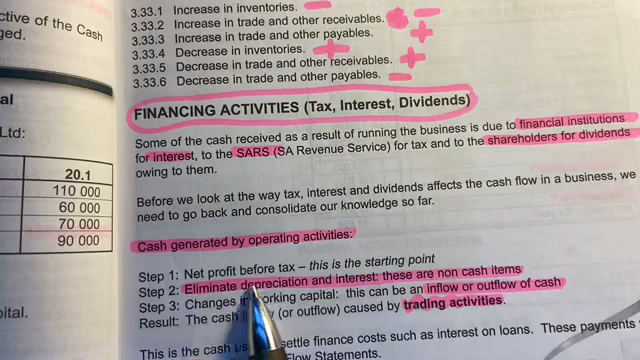 ective of the Cash
ged.
al
Ltd:
20.1
110 000
60 000
70 000
90 000
pital.
3.33.1 Increase in inventories.
3.33.2 Increase in trade and other receivables.
3.33.3 Increase in trade and other payables.
3.33.4 Decrease in inventories.
3.33.5 Decrease in trade and other receivables.
3.33.6 Decrease in trade and other payables.
FINANCING ACTIVITIES (Tax, Interest, Dividends)
Some of the cash received as a result of running the business is due to financial institutions
for interest, to the SARS (SA Revenue Service) for tax and to the shareholders for dividends
owing to them.
Before we look at the way tax, interest and dividends affects the cash flow in a business, we
need to go back and consolidate our knowledge so far.
Cash generated by operating activities:
Step 1: Net profit before tax – this is the starting point
Step 2: Eliminate depreciation and interest: these are non cash items
Step 3: Changes in working capital: this can be an inflow or outflow of cash
Result: The cash (or outflow) caused by trading activities.
This is the cash settle finance costs such as interest on loans. These payments
Flow Statements.